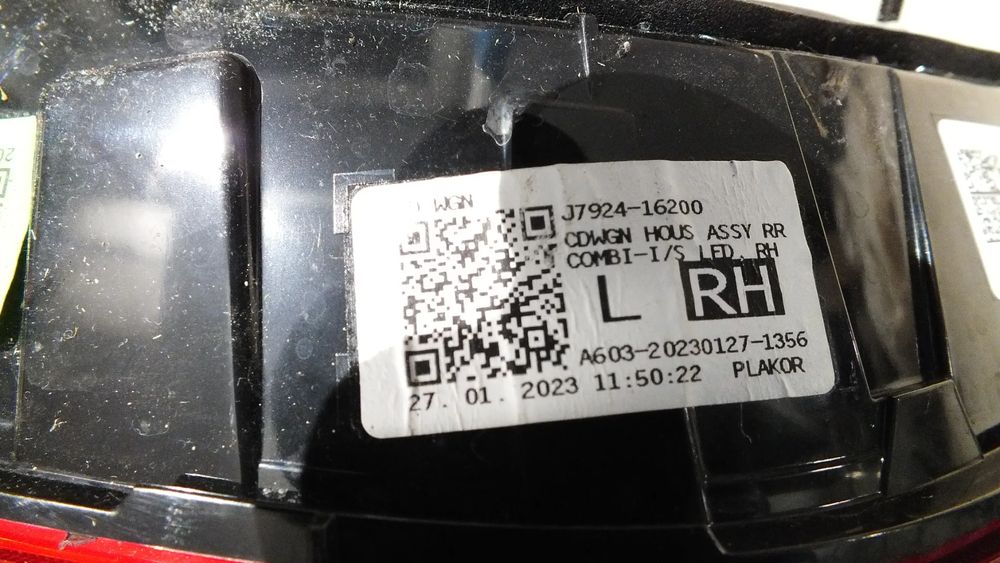 WGN
J7924-16200
CDWGN HOUS ASSY RR
COMBI-I/S LED, RH
L RH
A603-20230127-1356
27. 01. 2023 11:50:22 PLAKOR